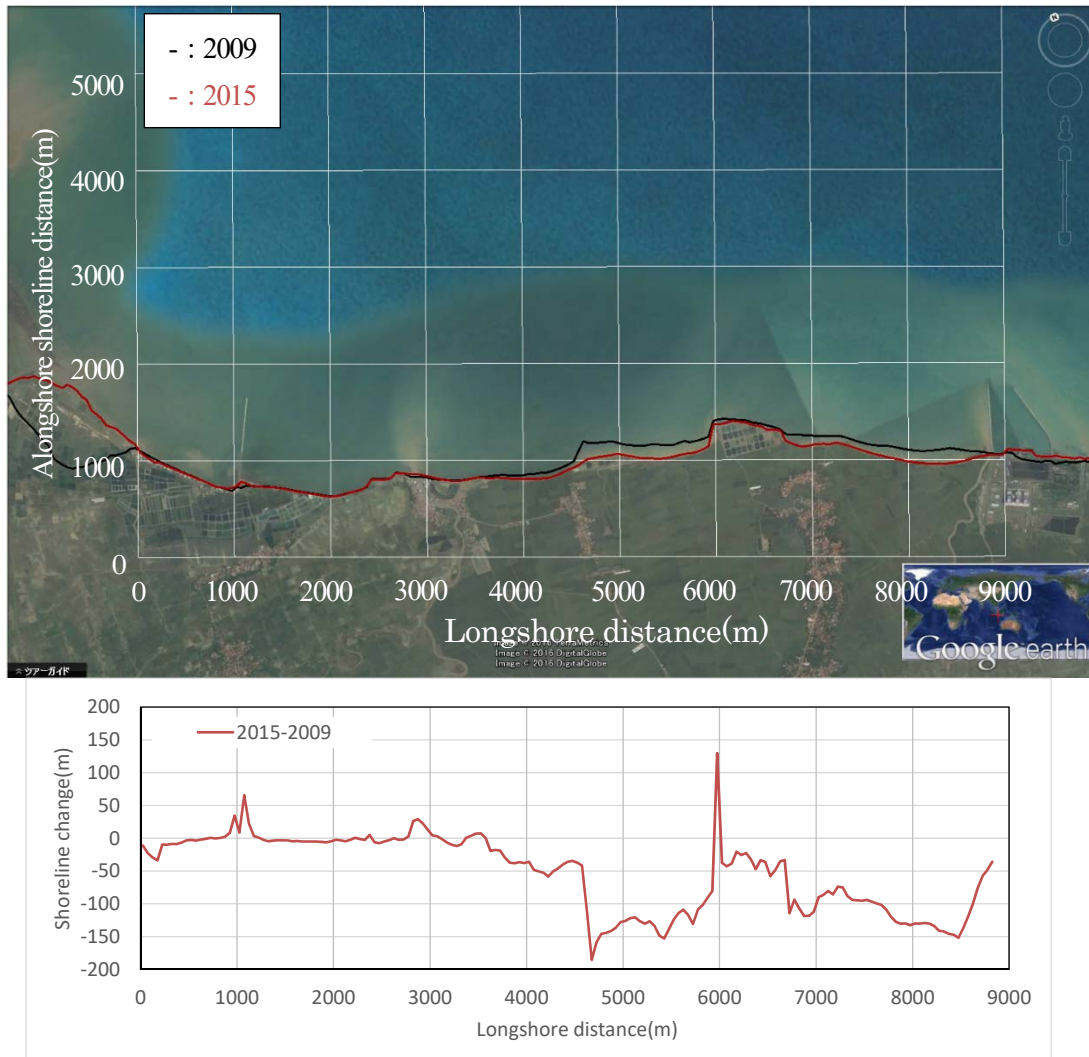 - : 2009
- : 2015
Alongshore shoreline distance(m)
5000
4000
3000
2000
1000
0
0 1000 2000 3000 4000 5000 6000 7000 8000 9000
Longshore distance(m)
Image © 2016 DigitalGlobe
Image © 2016 DigitalGlobe
Google earth
ツアーガイド
N
2015-2009
Shoreline change(m)
200
150
100
50
0
-50
-100
-150
-200
0 1000 2000 3000 4000 5000 6000 7000 8000 9000
Longshore distance(m)